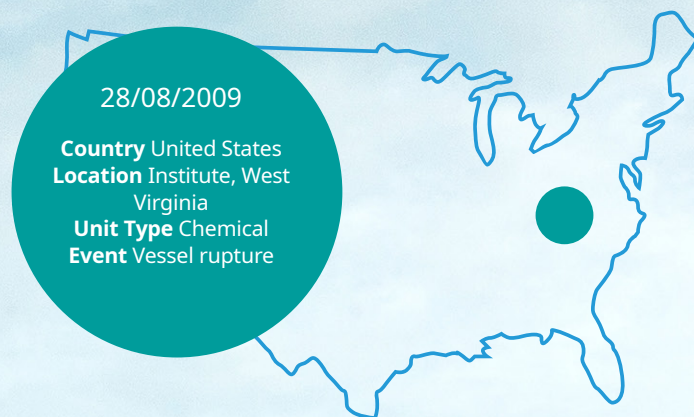 28/08/2009
Country United States
Location Institute, West
Virginia
Unit Type Chemical
Event Vessel rupture